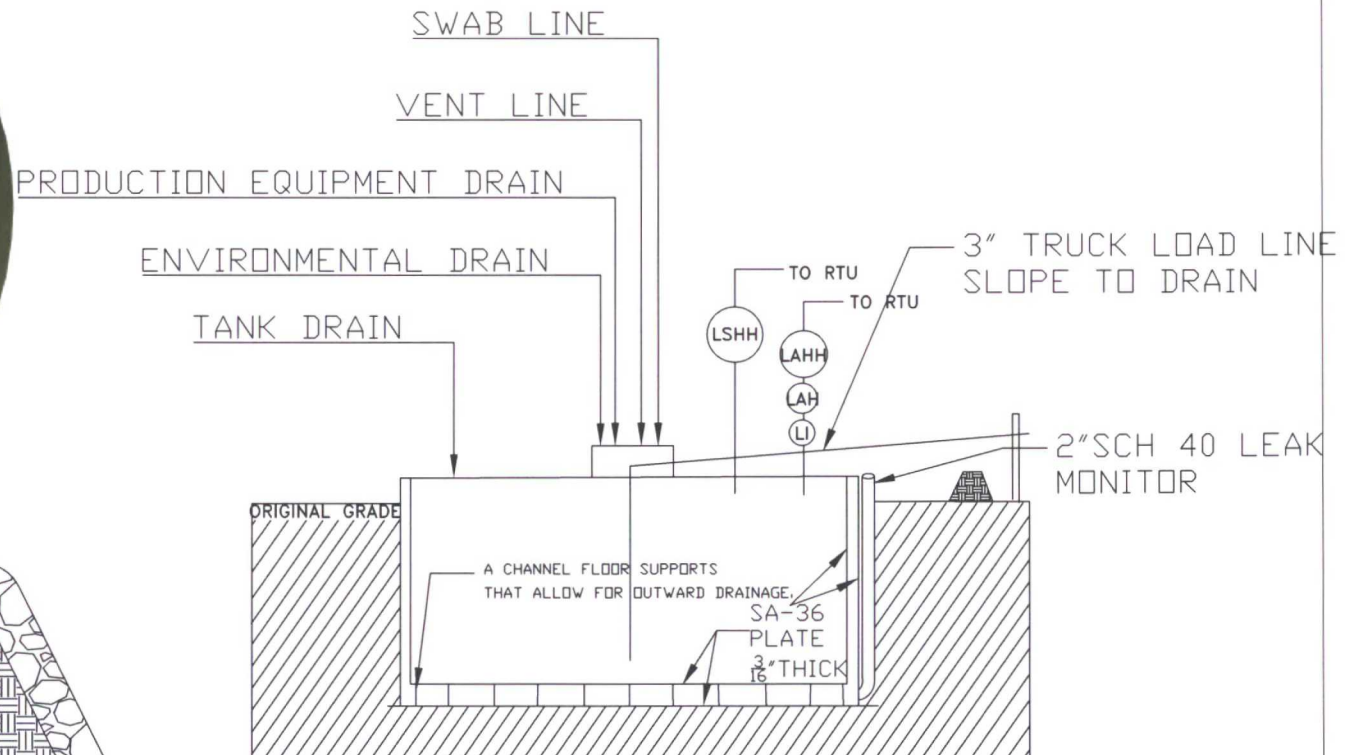 SWAB LINE
VENT LINE
PRODUCTION EQUIPMENT DRAIN
ENVIRONMENTAL DRAIN
TANK DRAIN
TO RTU
TO RTU
3" TRUCK LOAD LINE
SLOPE TO DRAIN
LSHH
LAHH
LAH
LI
2"SCH 40 LEAK
MONITOR
ORIGINAL GRADE
A CHANNEL FLOOR SUPPORTS
THAT ALLOW FOR OUTWARD DRAINAGE.
SA-36
PLATE
3/16"THICK